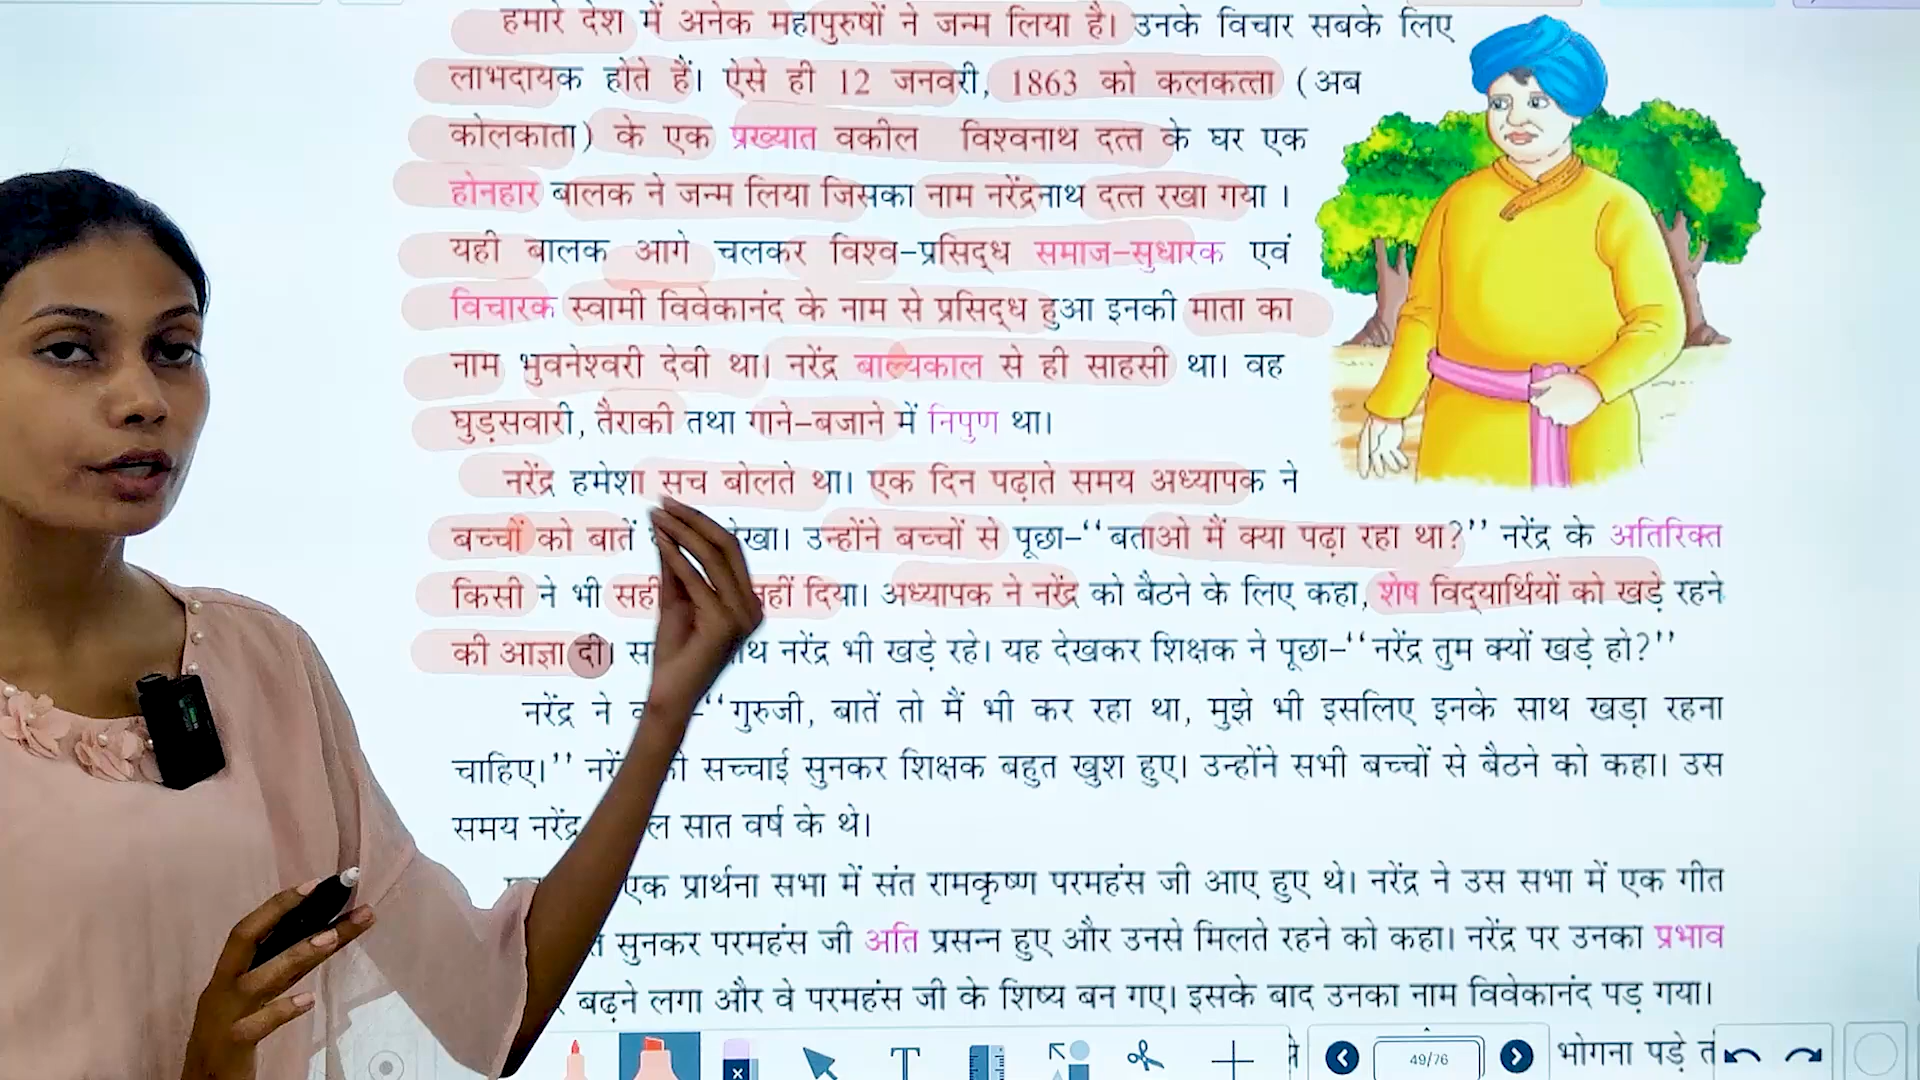 हमारे देश में अनेक महापुरुषों ने जन्म लिया है। उनके विचार सबके लिए
लाभदायक होते हैं। ऐसे ही 12 जनवरी, 1863 को कलकत्ता (अब
कोलकाता) के एक प्रख्यात वकील विश्वनाथ दत्त के घर एक
होनहार बालक ने जन्म लिया जिसका नाम नरेंद्रनाथ दत्त रखा गया ।
यही बालक आगे चलकर विश्व-प्रसिद्ध समाज-सुधारक एवं
विचारक स्वामी विवेकानंद के नाम से प्रसिद्ध हुआ इनकी माता का
नाम भुवनेश्वरी देवी था। नरेंद्र बाल्यकाल से ही साहसी था। वह
घुड़सवारी, तैराकी तथा गाने-बजाने में निपुण था।
नरेंद्र हमेशा सच बोलते था। एक दिन पढ़ाते समय अध्यापक ने
बच्चों को बातें देखा। उन्होंने बच्चों से पूछा-‘‘बताओ मैं क्या पढ़ा रहा था?’’ नरेंद्र के अतिरिक्त
किसी ने भी सही नहीं दिया। अध्यापक ने नरेंद्र को बैठने के लिए कहा, शेष विद्यार्थियों को खड़े रहने
की आज्ञा दी। नरेंद्र भी खड़े रहे। यह देखकर शिक्षक ने पूछा-‘‘नरेंद्र तुम क्यों खड़े हो?’’
नरेंद्र ने ‘‘गुरुजी, बातें तो मैं भी कर रहा था, मुझे भी इसलिए इनके साथ खड़ा रहना
चाहिए।’’ सच्चाई सुनकर शिक्षक बहुत खुश हुए। उन्होंने सभी बच्चों से बैठने को कहा। उस
समय नरेंद्र सात वर्ष के थे।
एक प्रार्थना सभा में संत रामकृष्ण परमहंस जी आए हुए थे। नरेंद्र ने उस सभा में एक गीत
सुनकर परमहंस जी अति प्रसन्न हुए और उनसे मिलते रहने को कहा। नरेंद्र पर उनका प्रभाव
बढ़ने लगा और वे परमहंस जी के शिष्य बन गए। इसके बाद उनका नाम विवेकानंद पड़ गया।
भोगना पड़े
49/76